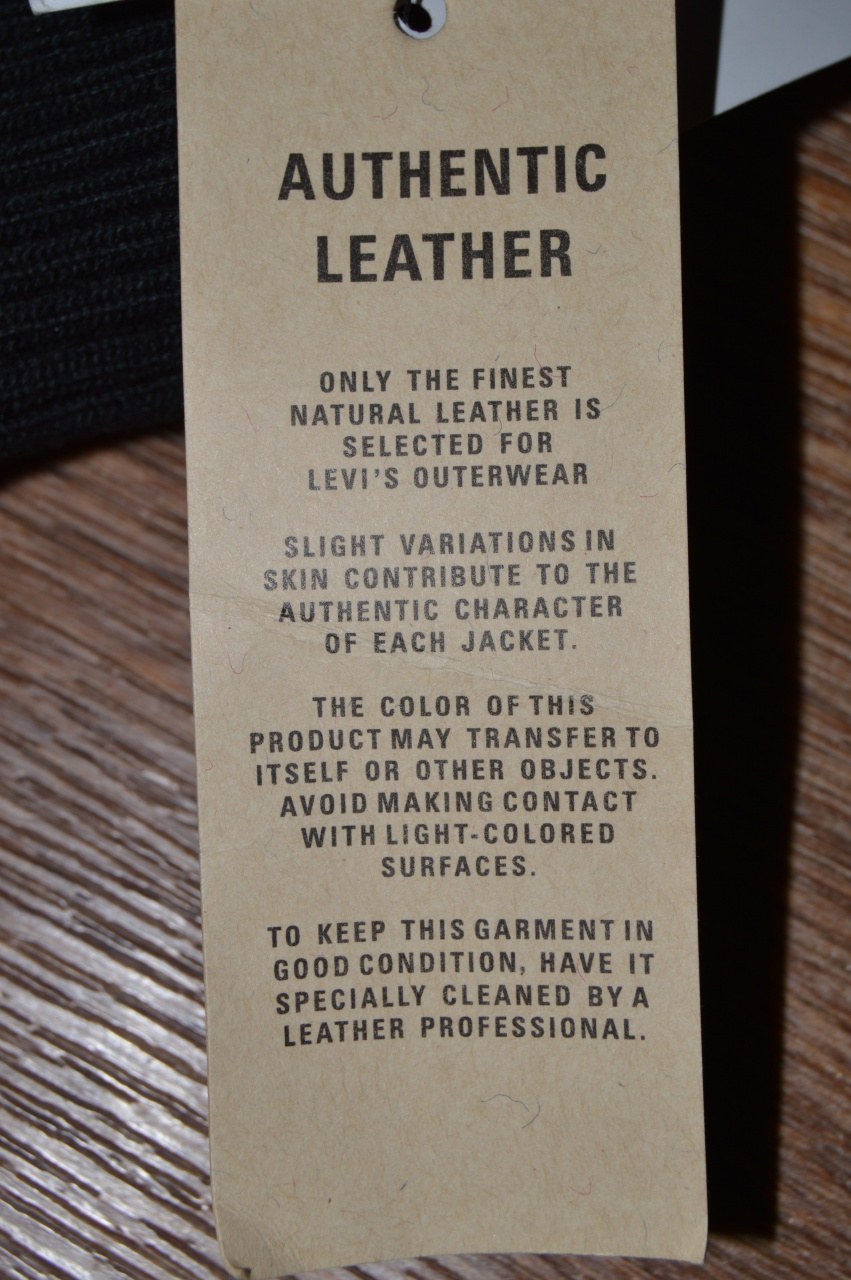 AUTHENTIC
LEATHER
ONLY THE FINEST
NATURAL LEATHER IS
SELECTED FOR
LEVI'S OUTERWEAR
SLIGHT VARIATIONS IN
SKIN CONTRIBUTE TO THE
AUTHENTIC CHARACTER
OF EACH JACKET.
THE COLOR OF THIS
PRODUCT MAY TRANSFER TO
ITSELF OR OTHER OBJECTS.
AVOID MAKING CONTACT
WITH LIGHT-COLORED
SURFACES.
TO KEEP THIS GARMENT IN
GOOD CONDITION, HAVE IT
SPECIALLY CLEANED BY A
LEATHER PROFESSIONAL.